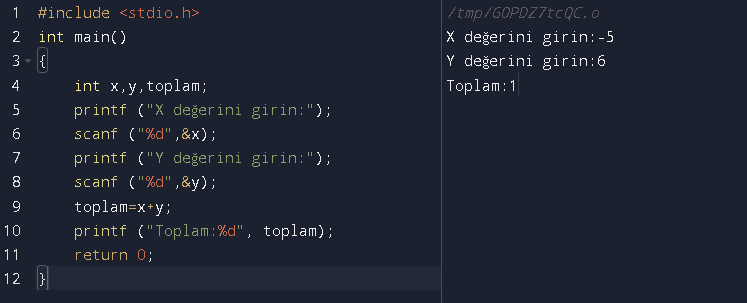 1 #include <stdio.h>
2 int main()
3 {
4 int x,y,toplam;
5 printf ("X değerini girin:");
6 scanf ("%d",&x);
7 printf ("Y değerini girin:");
8 scanf ("%d",&y);
9 toplam=x+y;
10 printf ("Toplam:%d", toplam);
11 return 0;
12 }
/tmp/GOPDZ7tcQC.o
X değerini girin:-5
Y değerini girin:6
Toplam:1